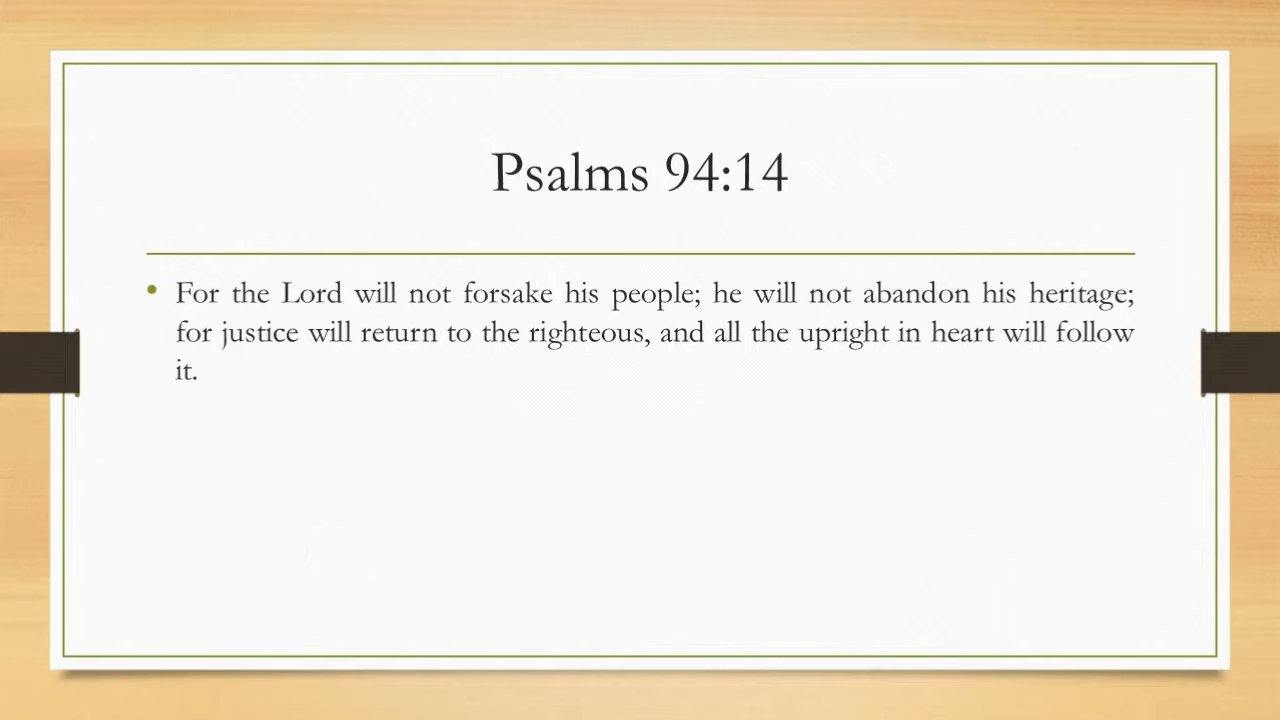 Psalms 94:14
• For the Lord will not forsake his people; he will not abandon his heritage;
for justice will return to the righteous, and all the upright in heart will follow
it.